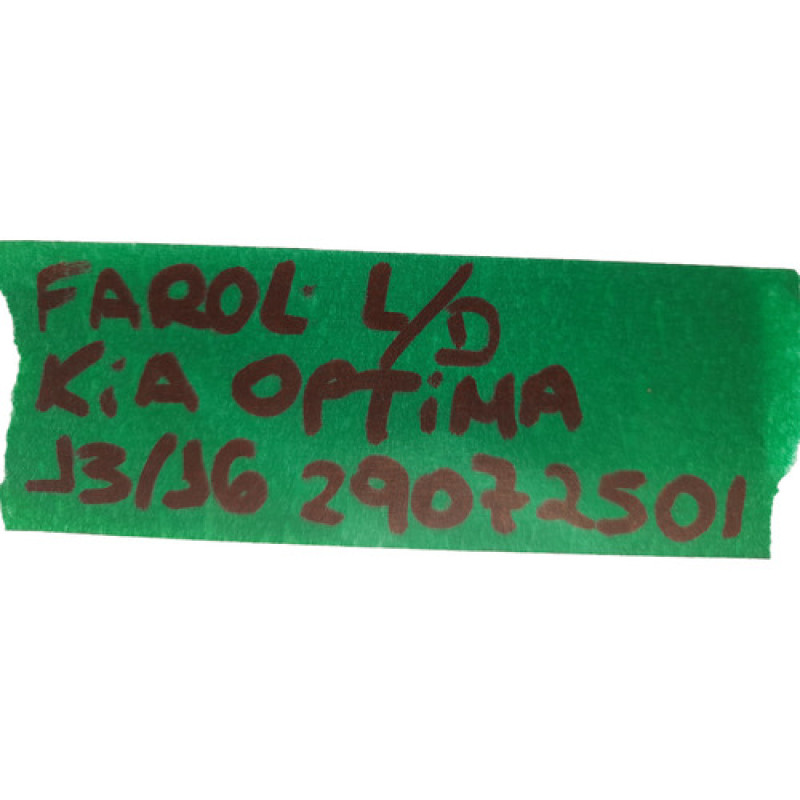 FAROL L/D
KiA OPTiMA
13/16 29072501